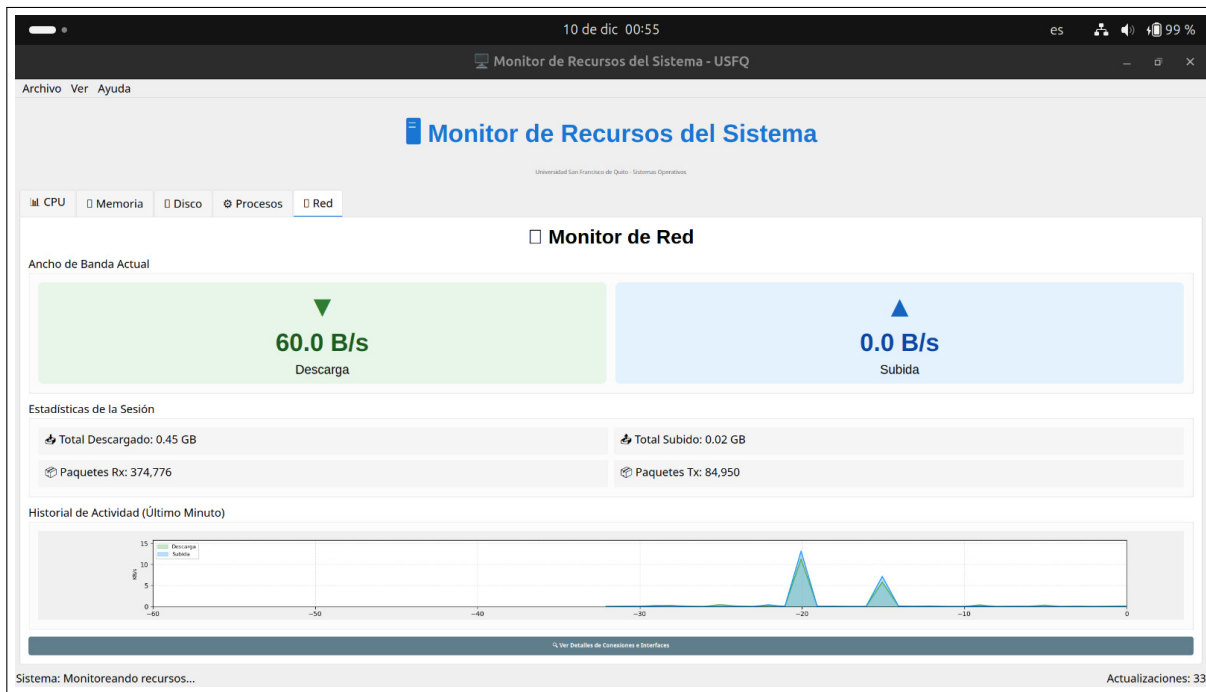 10 de dic 00:55
es
99 %
Monitor de Recursos del Sistema - USFQ
Archivo Ver Ayuda
Monitor de Recursos del Sistema
Universidad San Francisco de Quito - Sistemas Operativos
CPU
Memoria
Disco
Procesos
Red
Monitor de Red
Ancho de Banda Actual
60.0 B/s
Descarga
0.0 B/s
Subida
Estadísticas de la Sesión
Total Descargado: 0.45 GB
Total Subido: 0.02 GB
Paquetes Rx: 374,776
Paquetes Tx: 84,950
Historial de Actividad (Último Minuto)
KB/s
15
10
5
0
Descarga
Subida
−60
−50
−40
−30
−20
−10
0
Ver Detalles de Conexiones e Interfaces
Sistema: Monitoreando recursos...
Actualizaciones: 33